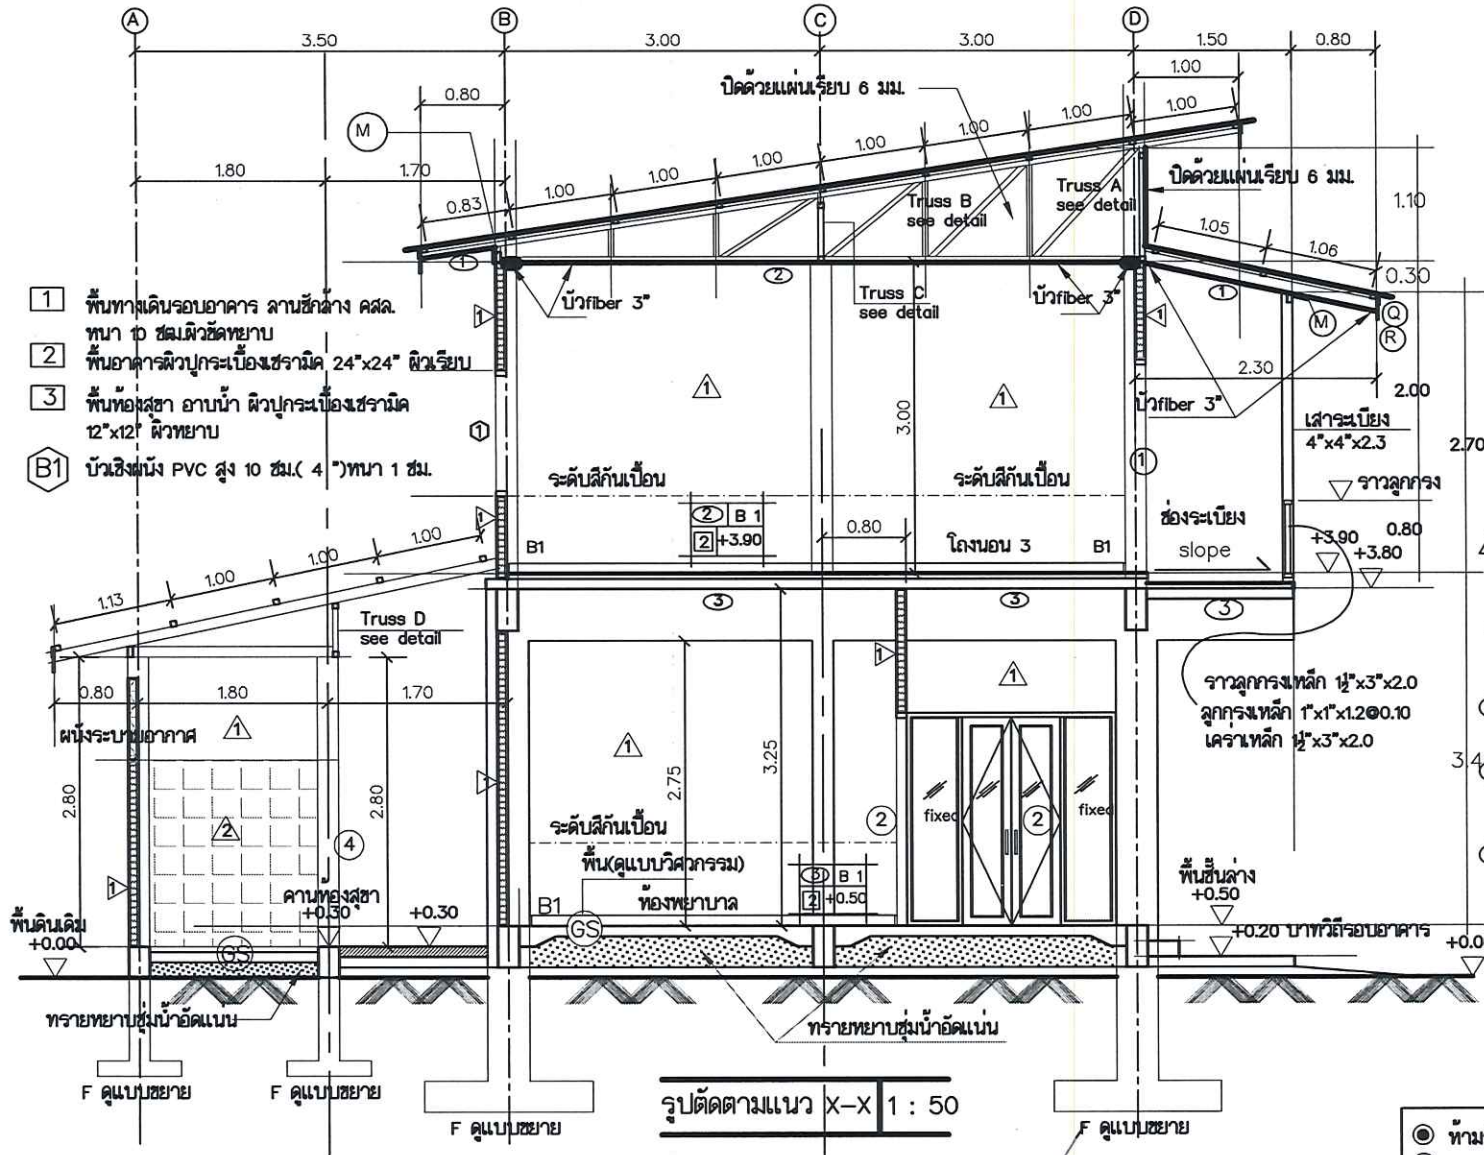 A
B
C
D
3.50
3.00
3.00
1.50
0.80
1.00
0.80
ปิดด้วยแผ่นเรียบ 6 มม.
M
1.00
1.00
1.00
1.00
1.00
1.00
1.00
0.83
1.80
1.70
Truss B
see detail
Truss A
see detail
ปิดด้วยแผ่นเรียบ 6 มม.
1.10
1.05
1.06
0.30
1
2
1
บัวfiber 3"
Truss C
see detail
บัวfiber 3"
M
Q
R
1 พื้นทางเดินรอบอาคาร ลานซักล้าง คสล.
หนา 10 ซม.ผิวขัดหยาบ
2 พื้นอาคารผิวปูกระเบื้องเซรามิค 24"x24" ผิวเรียบ
3 พื้นห้องสุขา อาบน้ำ ผิวปูกระเบื้องเซรามิค
12"x12" ผิวหยาบ
B1 บัวเชิงผนัง PVC สูง 10 ซม.( 4 ")หนา 1 ซม.
1
1
1
1
1
2.30
2.00
บัวfiber 3"
3.00
เสาระเบียง
4"x4"x2.3
2.70
1
ระดับสีกันเปื้อน
ระดับสีกันเปื้อน
ราวลูกกรง
1
2 B 1
2 +3.90
0.80
ช่องระเบียง
slope
+3.90
0.80
+3.80
B1
โถงนอน 3
B1
1.00
1.00
1.00
1.13
3
3
3
Truss D
see detail
1
1
0.80
1.80
1.70
ราวลูกกรงเหล็ก 1½"x3"x2.0
ลูกกรงเหล็ก 1"x1"x1.2@0.10
เคร่าเหล็ก 1½"x3"x2.0
ผนังระบายอากาศ
1
1
1
3.4
2.80
2.80
2.75
3.25
fixed
fixed
2
2
2
4
ระดับสีกันเปื้อน
พื้น(ดูแบบวิศวกรรม)
1
คานห้องสุขา
+0.30
+0.30
B1
ห้องพยาบาล
3 B 1
2 +0.50
พื้นชั้นล่าง
+0.50
พื้นดินเดิม
+0.00
GS
GS
+0.20 บาทวิถีรอบอาคาร
+0.0
ทรายหยาบชุ่มน้ำอัดแน่น
ทรายหยาบชุ่มน้ำอัดแน่น
F ดูแบบขยาย
F ดูแบบขยาย
F ดูแบบขยาย
F ดูแบบขยาย
รูปตัดตามแนว X-X 1 : 50
ห้าม